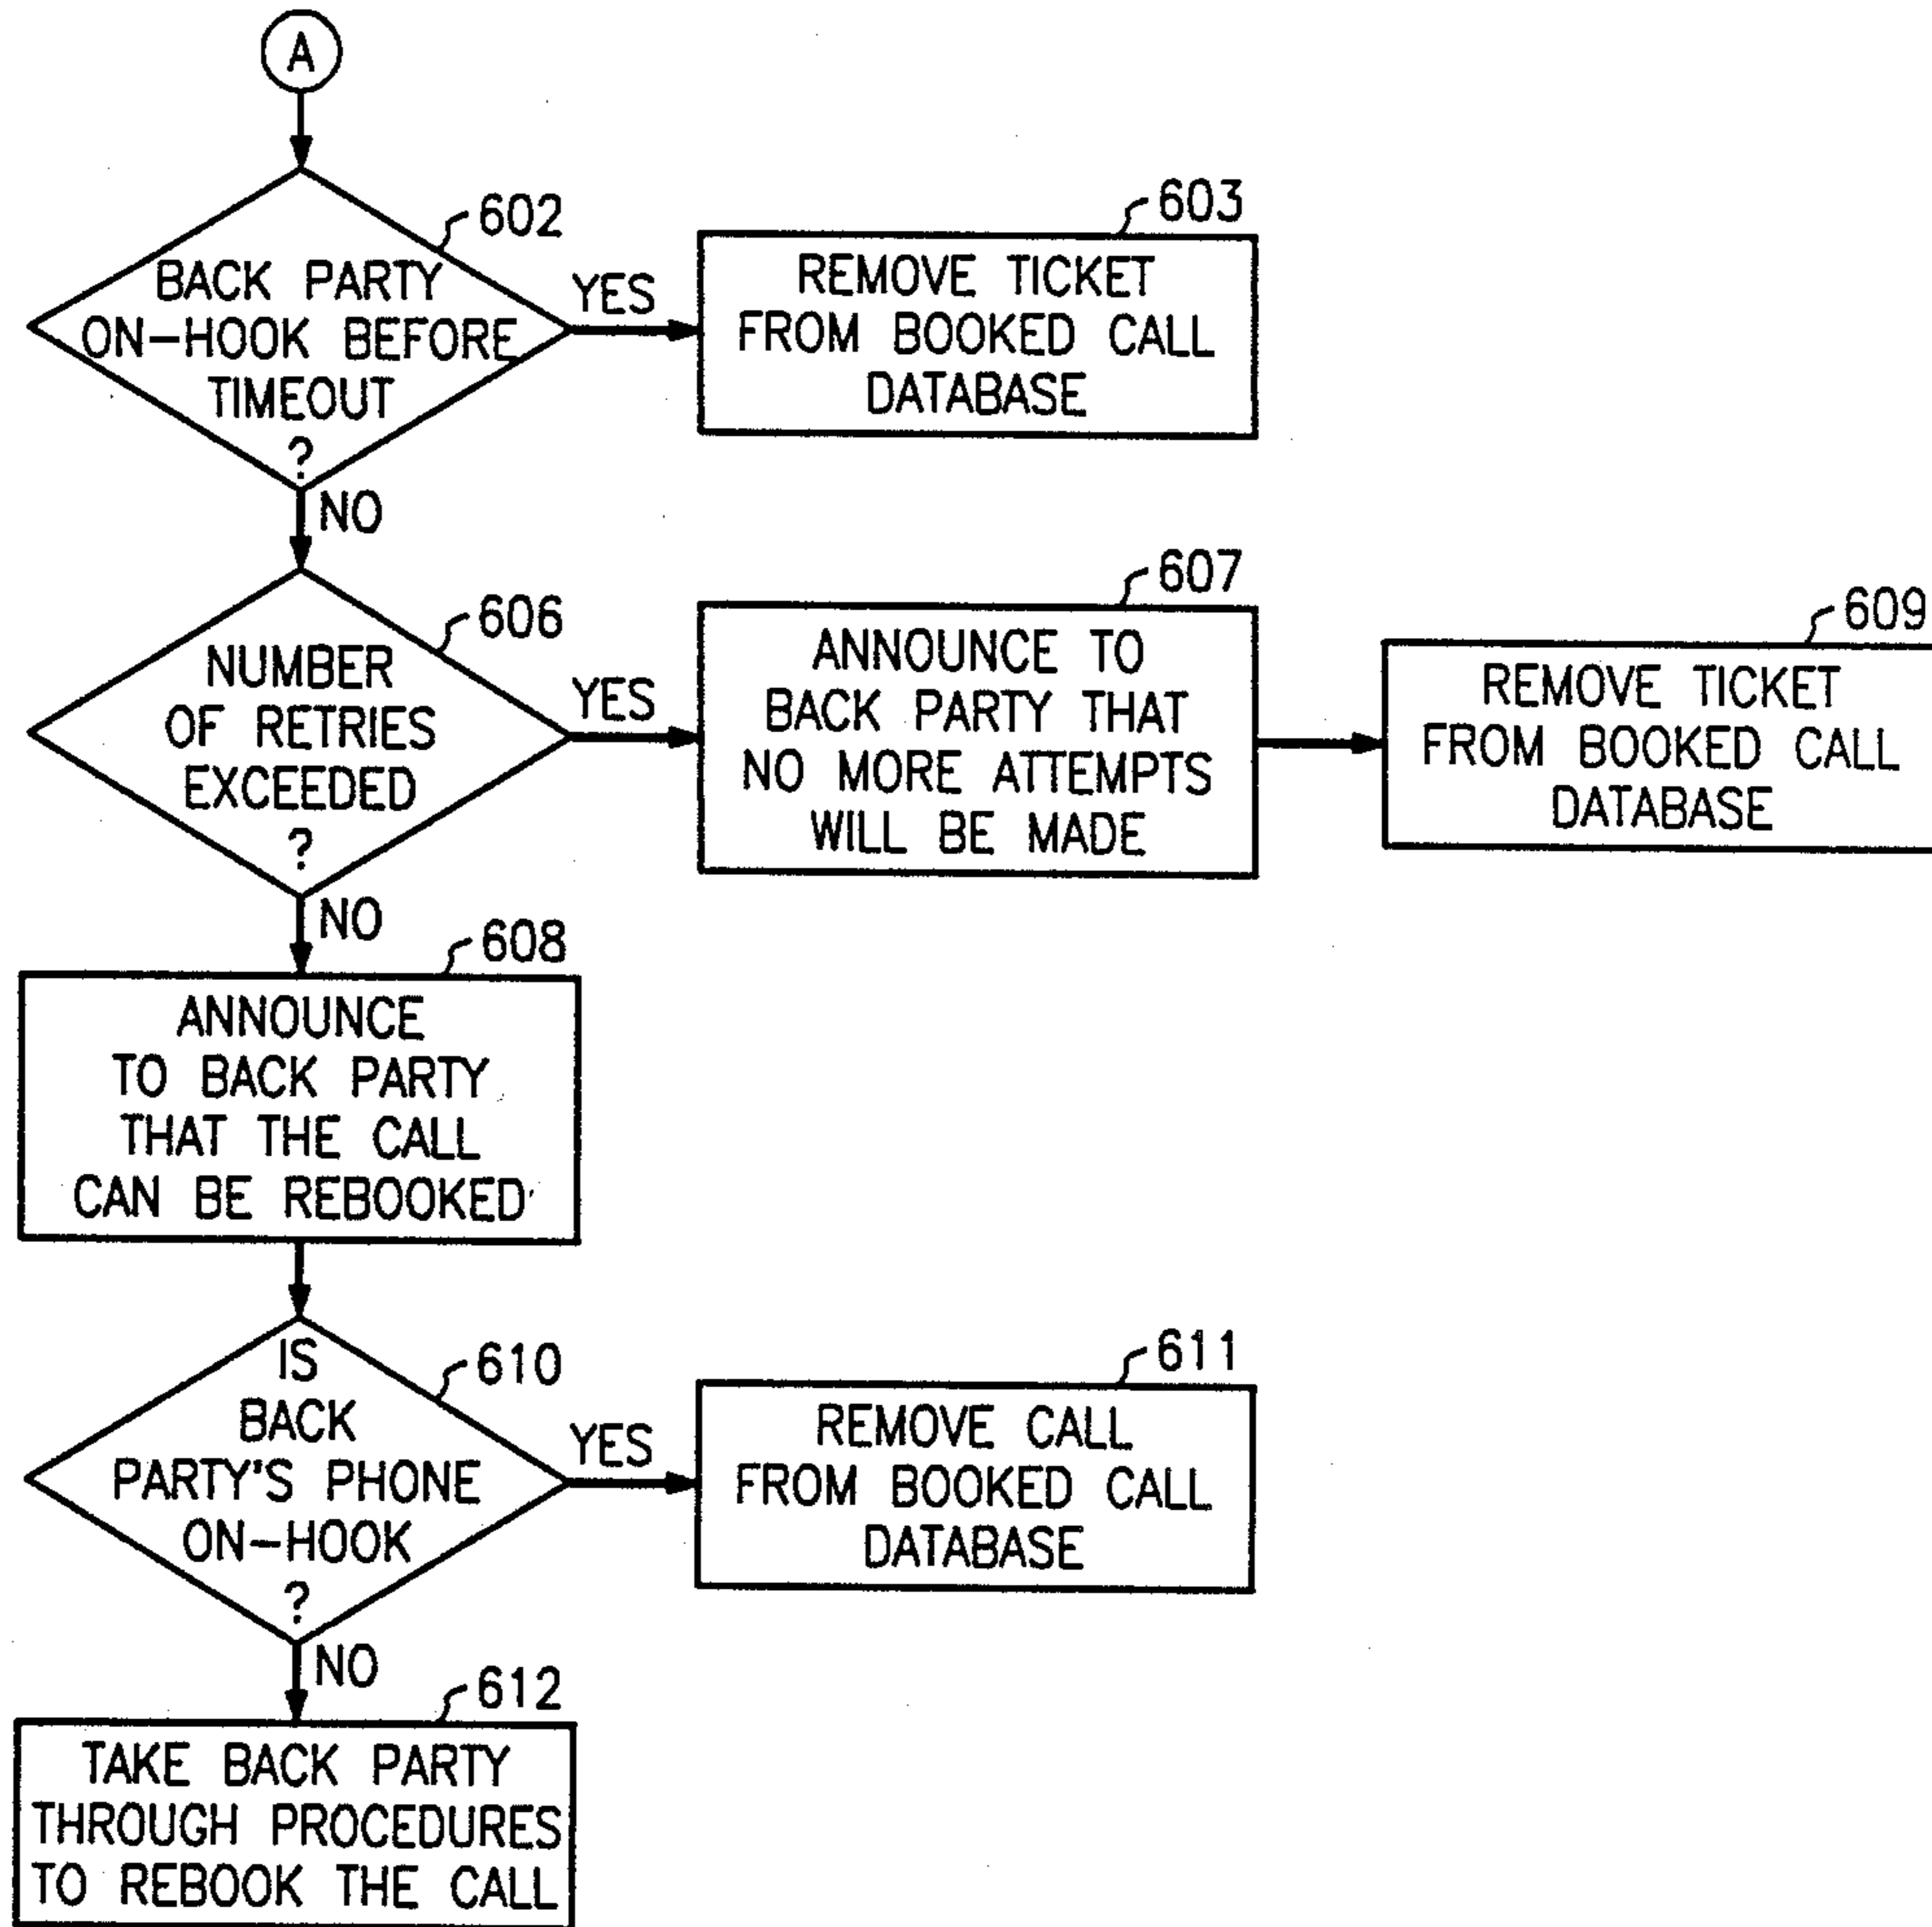 A
602
BACK PARTY
ON-HOOK BEFORE
TIMEOUT
?
YES
603
REMOVE TICKET
FROM BOOKED CALL
DATABASE
NO
606
NUMBER
OF RETRIES
EXCEEDED
?
YES
607
ANNOUNCE TO
BACK PARTY THAT
NO MORE ATTEMPTS
WILL BE MADE
609
REMOVE TICKET
FROM BOOKED CALL
DATABASE
NO
608
ANNOUNCE
TO BACK PARTY
THAT THE CALL
CAN BE REBOOKED
610
IS
BACK
PARTY'S PHONE
ON-HOOK
?
YES
611
REMOVE CALL
FROM BOOKED CALL
DATABASE
NO
612
TAKE BACK PARTY
THROUGH PROCEDURES
TO REBOOK THE CALL